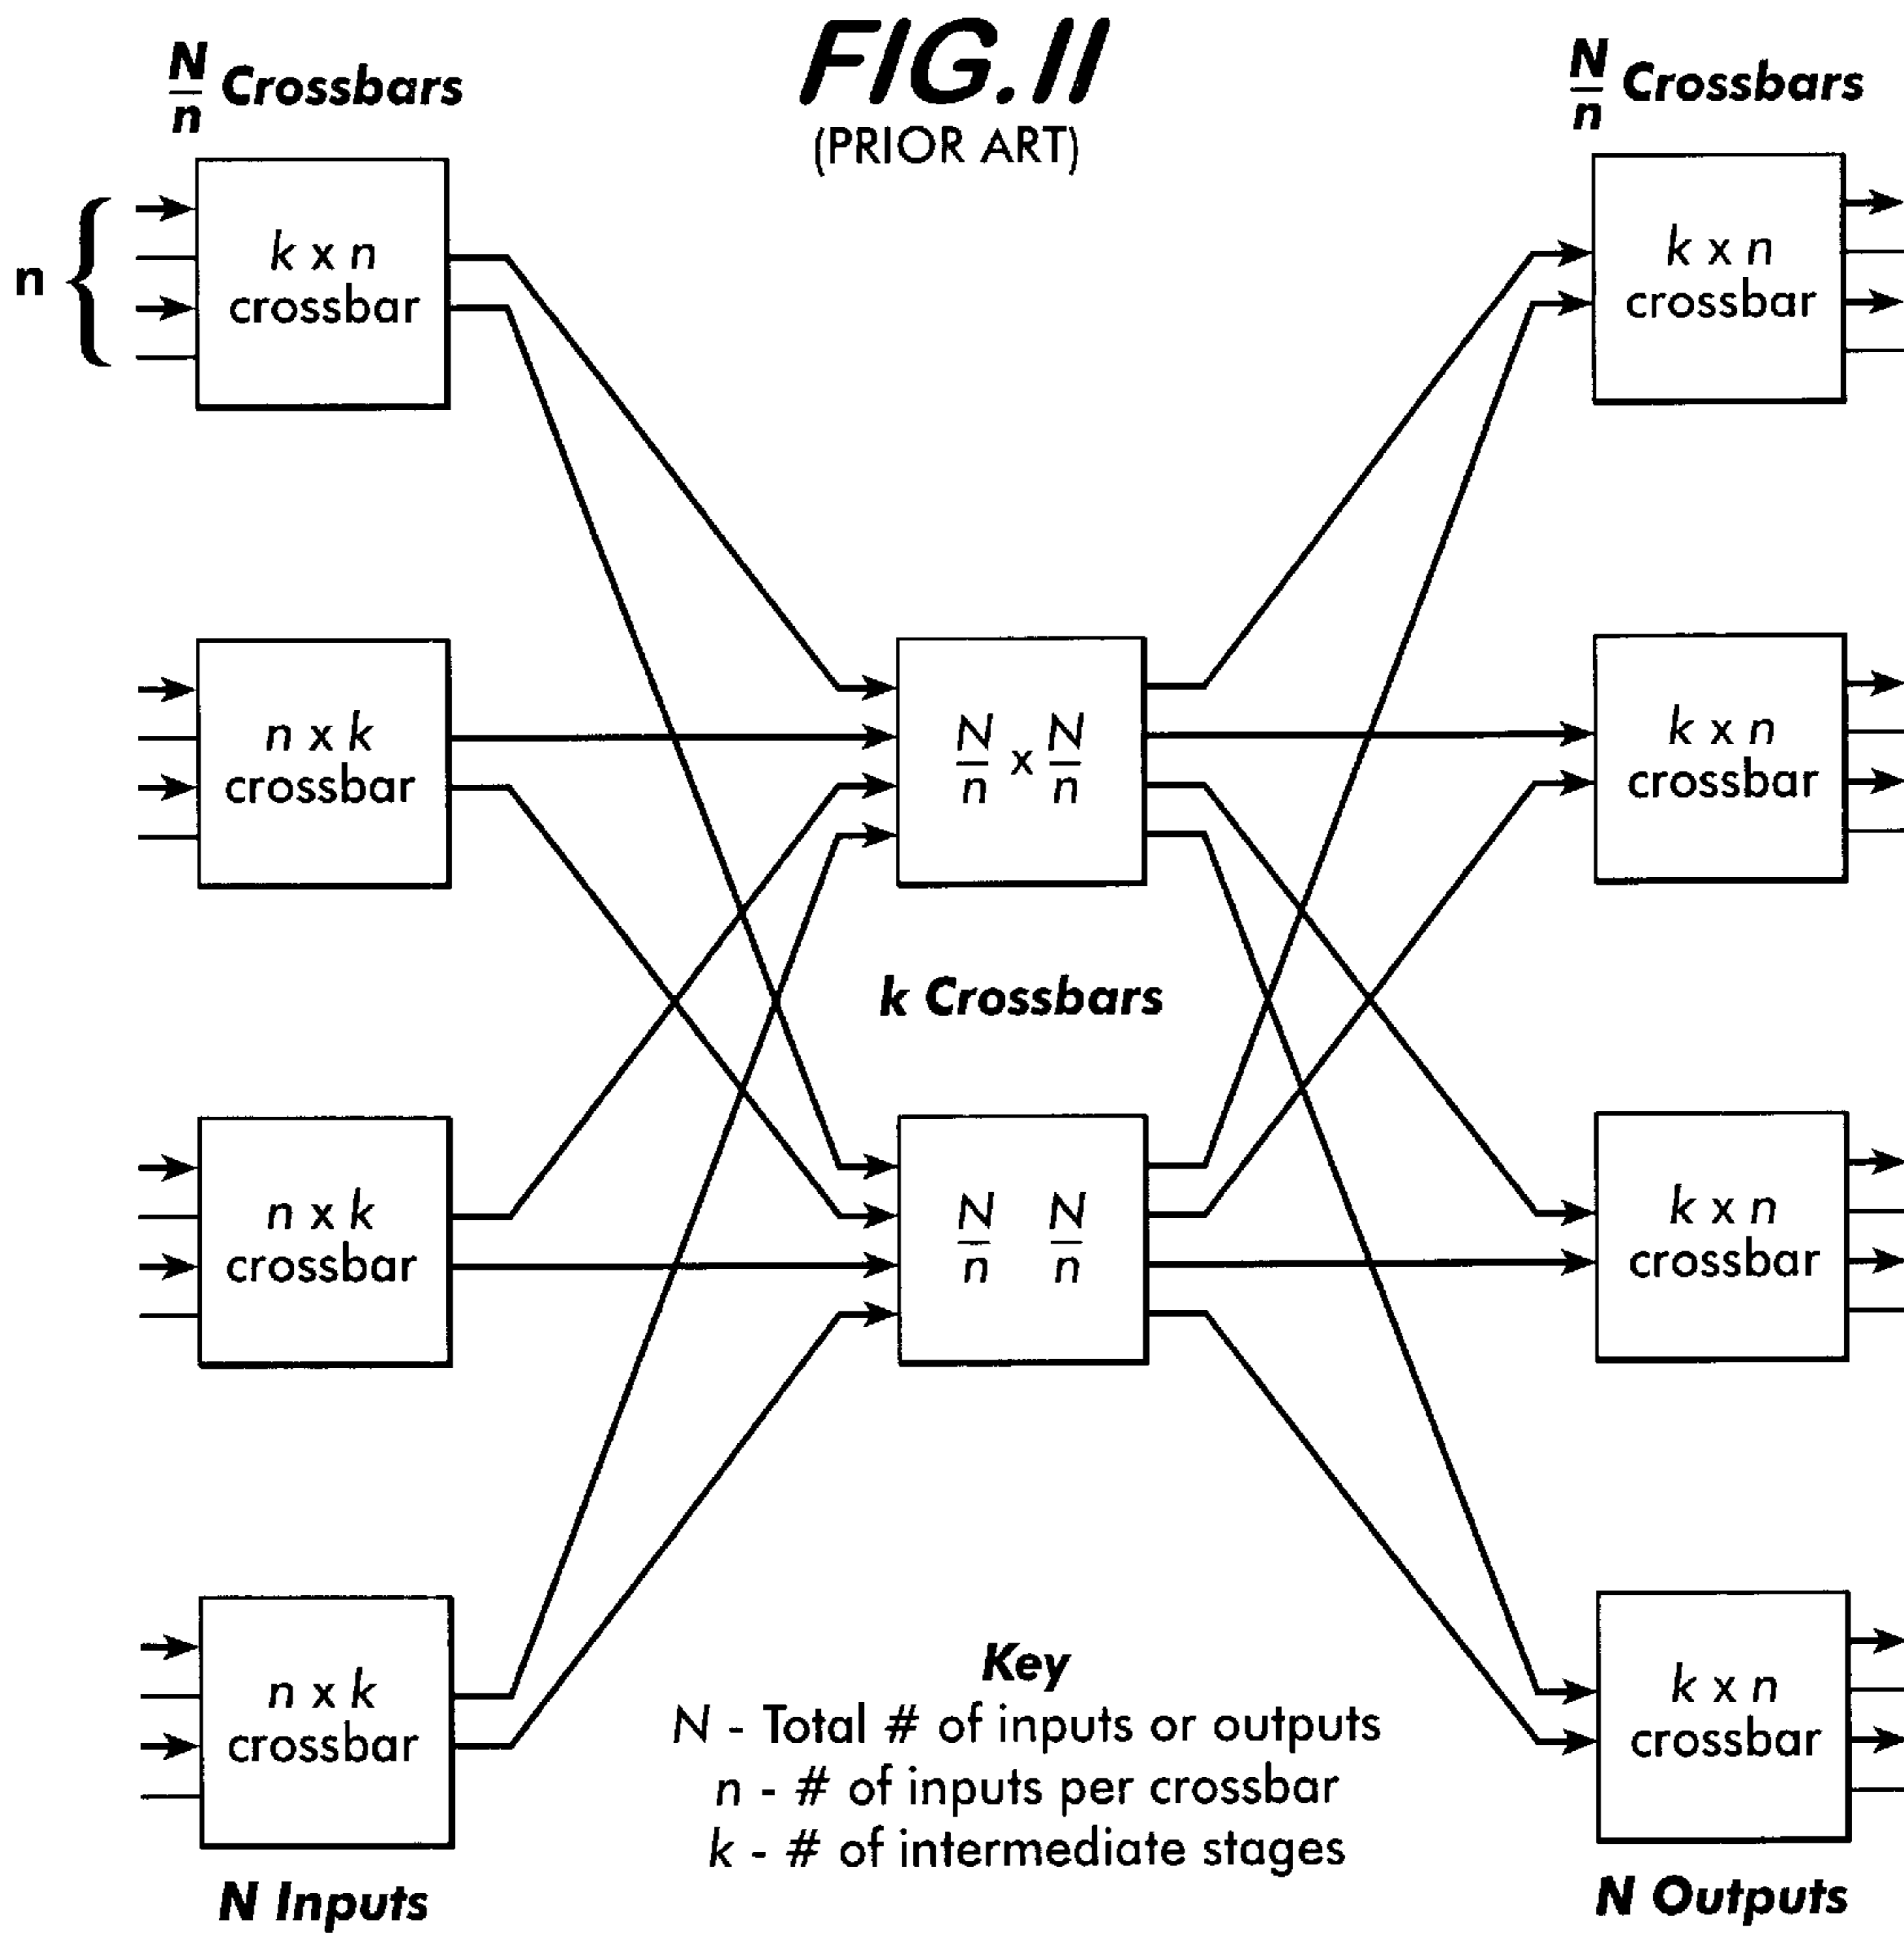 FIG. 11
(PRIOR ART)
N
n Crossbars
N
n Crossbars
n {
k x n
crossbar
k x n
crossbar
n x k
crossbar
N x N
n n
k x n
crossbar
k Crossbars
n x k
crossbar
N N
n n
k x n
crossbar
n x k
crossbar
k x n
crossbar
Key
N - Total # of inputs or outputs
n - # of inputs per crossbar
k - # of intermediate stages
N Inputs
N Outputs